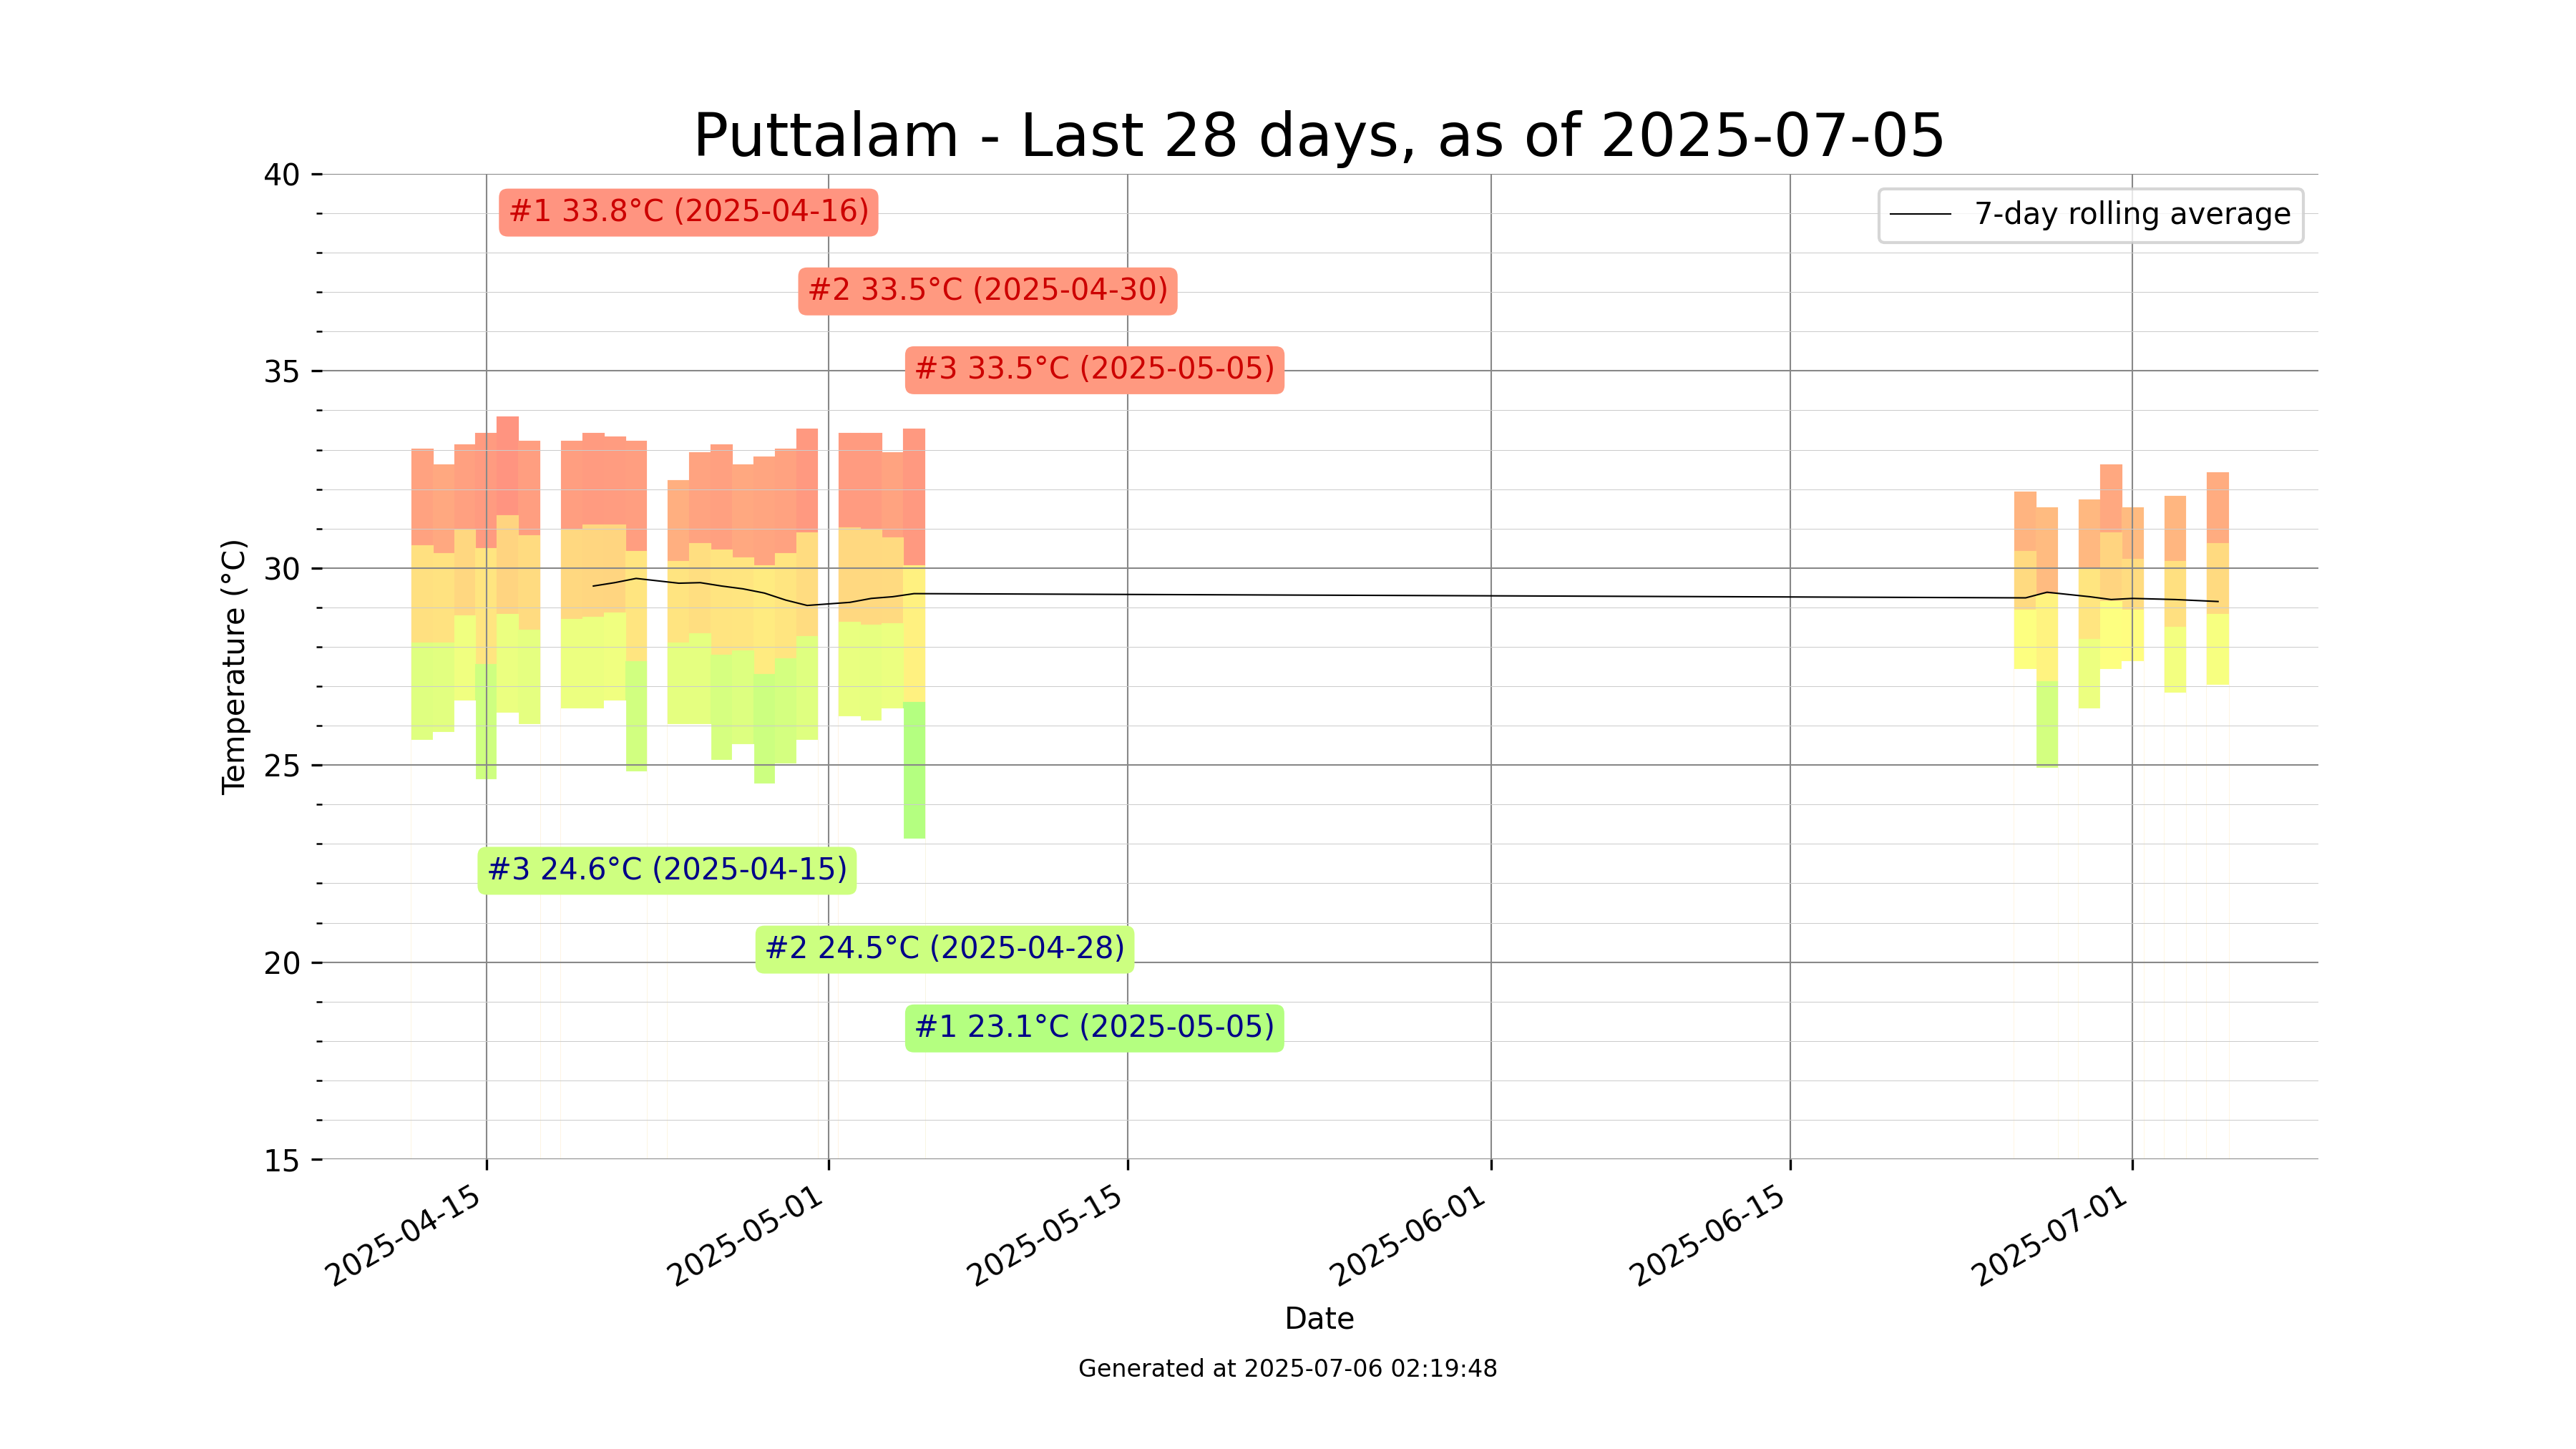 Puttalam - Last 28 days, as of 2025-07-05
40
#1 33.8°C (2025-04-16)
7-day rolling average
#2 33.5°C (2025-04-30)
35
#3 33.5°C (2025-05-05)
30
Temperature (°C)
25
#3 24.6°C (2025-04-15)
#2 24.5°C (2025-04-28)
20
#1 23.1°C (2025-05-05)
15
2025-04-15
2025-05-01
2025-05-15
2025-06-01
2025-06-15
2025-07-01
Date
Generated at 2025-07-06 02:19:48